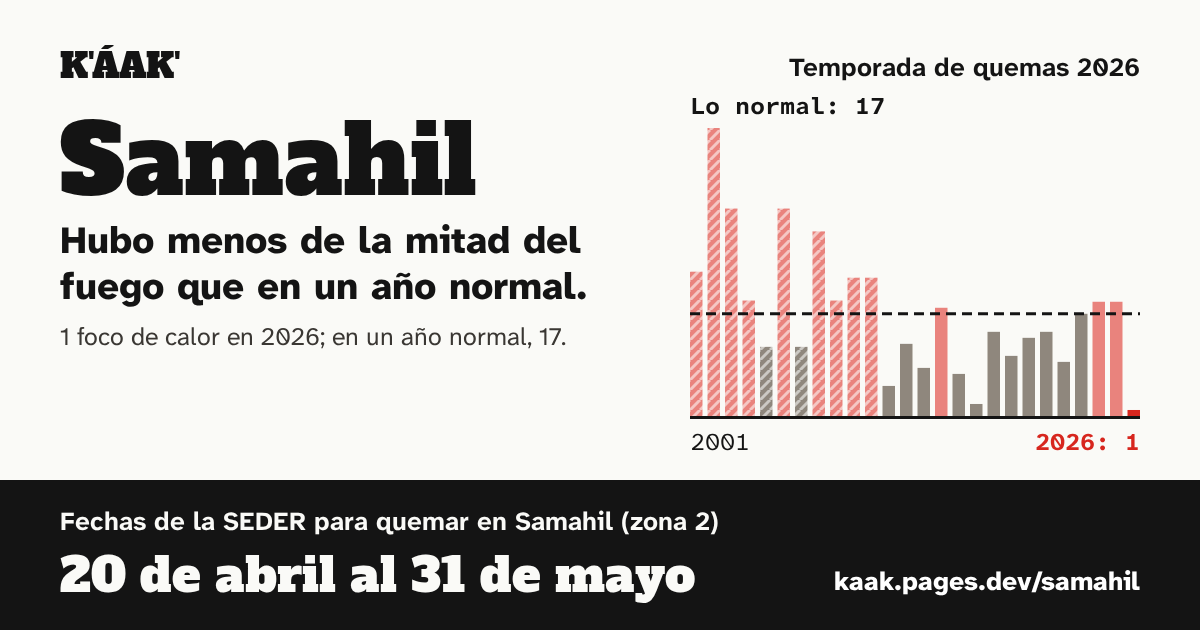 K'ÁAK'
Samahil
Hubo menos de la mitad del
fuego que en un año normal.
1 foco de calor en 2026; en un año normal, 17.
Temporada de quemas 2026
Lo normal: 17
2001
2026: 1
Fechas de la SEDER para quemar en Samahil (zona 2)
20 de abril al 31 de mayo
kaak.pages.dev/samahil